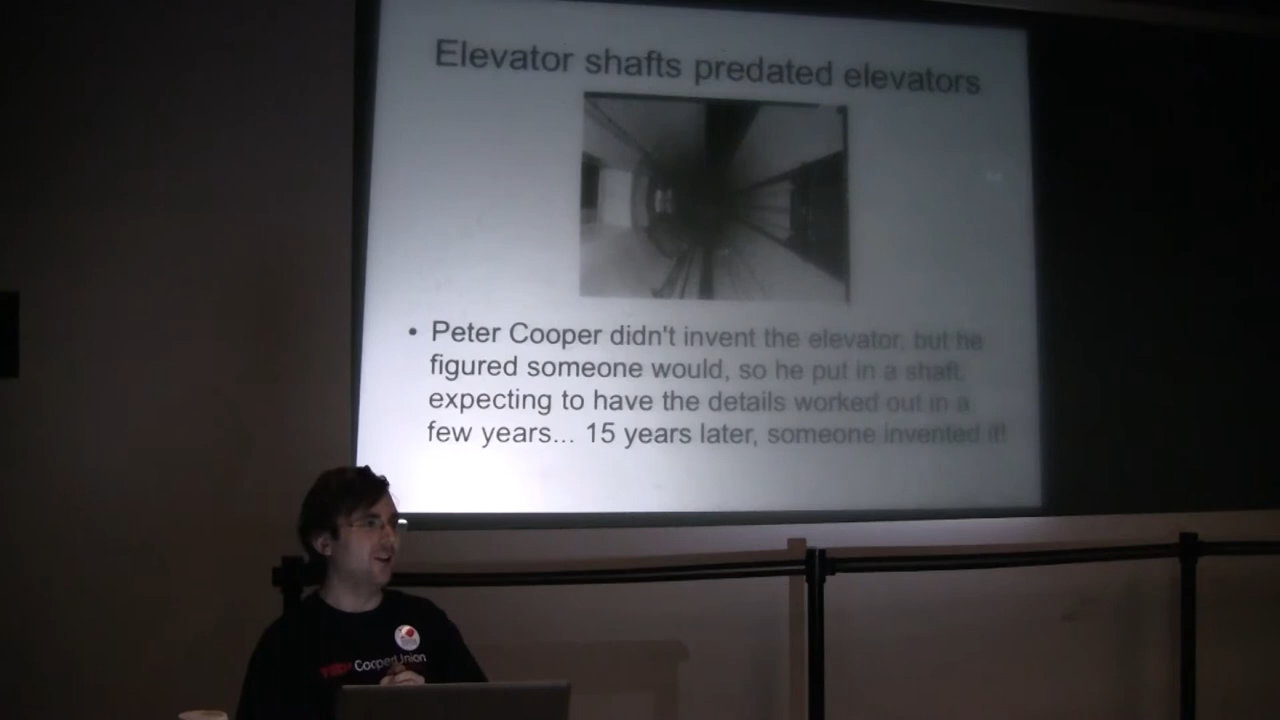 Elevator shafts predated elevators
• Peter Cooper didn't invent the elevator, but he
figured someone would, so he put in a shaft
expecting to have the details worked out in a
few years... 15 years later, someone invented it!
Cooper Union